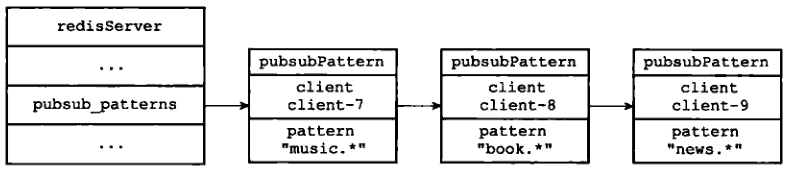 redisServer
...
pubsub_patterns
...
pubsubPattern
client
client-7
pattern
"music.*"
pubsubPattern
client
client-8
pattern
"book.*"
pubsubPattern
client
client-9
pattern
"news.*"